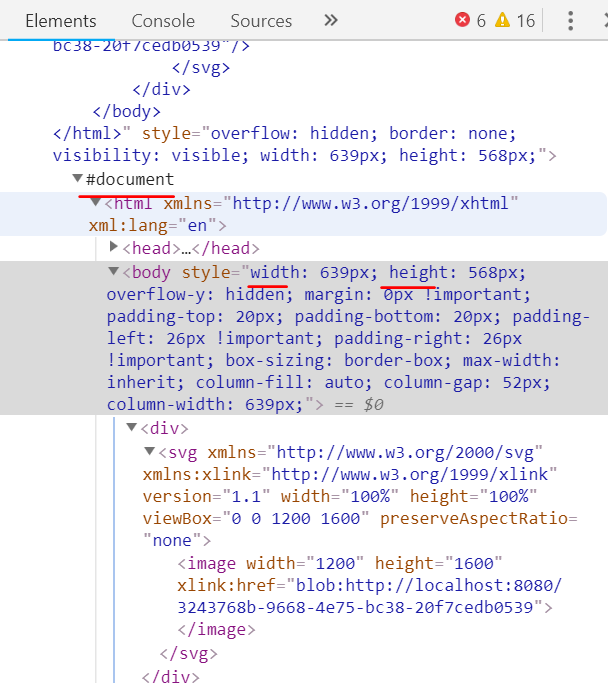 Elements Console Sources » 6 16
bc38-20f7cedb0539"/>
</svg>
</div>
</body>
</html>" style="overflow: hidden; border: none;
visibility: visible; width: 639px; height: 568px;">
▼#document
▼<html xmlns="http://www.w3.org/1999/xhtml"
xml:lang="en">
▶<head>…</head>
▼<body style="width: 639px; height: 568px;
overflow-y: hidden; margin: 0px !important;
padding-top: 20px; padding-bottom: 20px; padding-
left: 26px !important; padding-right: 26px
!important; box-sizing: border-box; max-width:
inherit; column-fill: auto; column-gap: 52px;
column-width: 639px;"> == $0
▼<div>
▼<svg xmlns="http://www.w3.org/2000/svg"
xmlns:xlink="http://www.w3.org/1999/xlink"
version="1.1" width="100%" height="100%"
viewBox="0 0 1200 1600" preserveAspectRatio=
"none">
<image width="1200" height="1600"
xlink:href="blob:http://localhost:8080/
3243768b-9668-4e75-bc38-20f7cedb0539">
</image>
</svg>
</div>